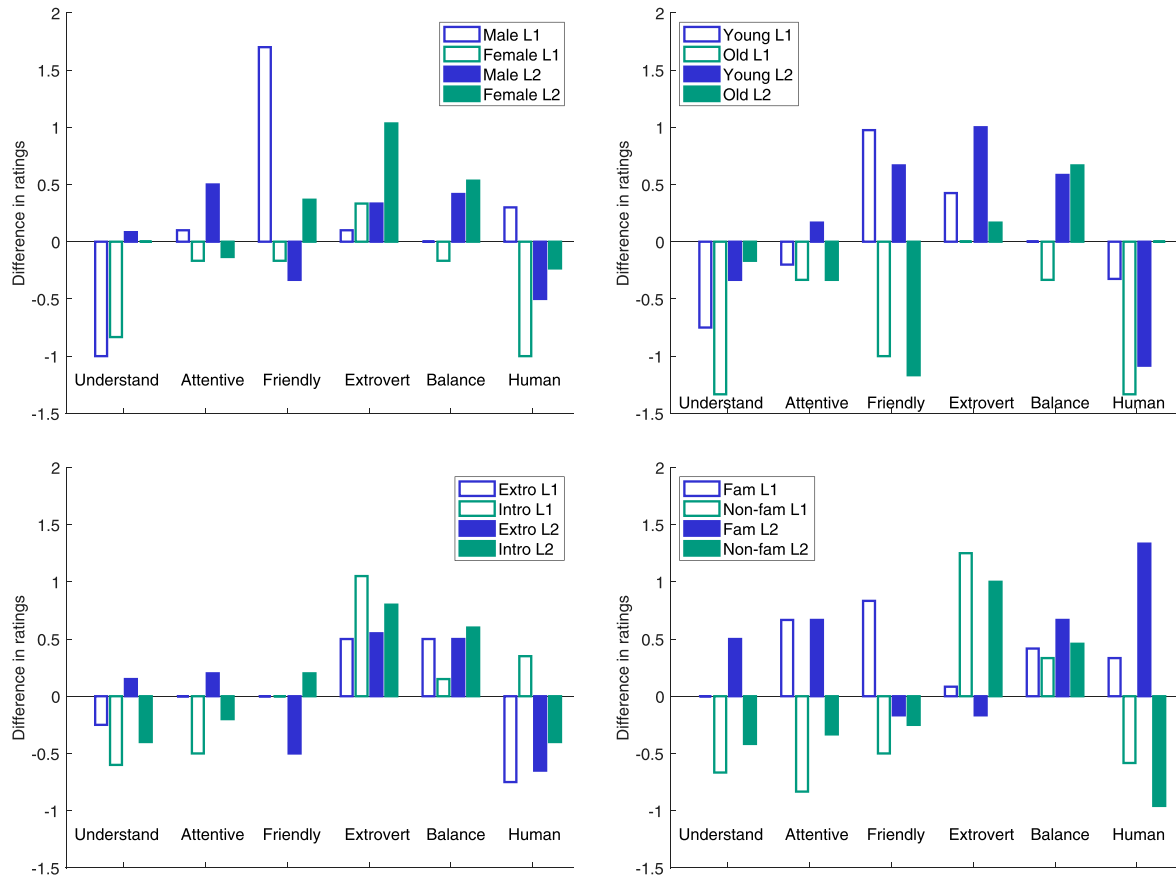 2
1.5
1
0.5
0
-0.5
-1
-1.5
Difference in ratings
Male L1
Female L1
Male L2
Female L2
Understand Attentive Friendly Extrovert Balance Human
2
1.5
1
0.5
0
-0.5
-1
-1.5
Difference in ratings
Young L1
Old L1
Young L2
Old L2
Understand Attentive Friendly Extrovert Balance Human
2
1.5
1
0.5
0
-0.5
-1
-1.5
Difference in ratings
Extro L1
Intro L1
Extro L2
Intro L2
Understand Attentive Friendly Extrovert Balance Human
2
1.5
1
0.5
0
-0.5
-1
-1.5
Difference in ratings
Fam L1
Non-fam L1
Fam L2
Non-fam L2
Understand Attentive Friendly Extrovert Balance Human